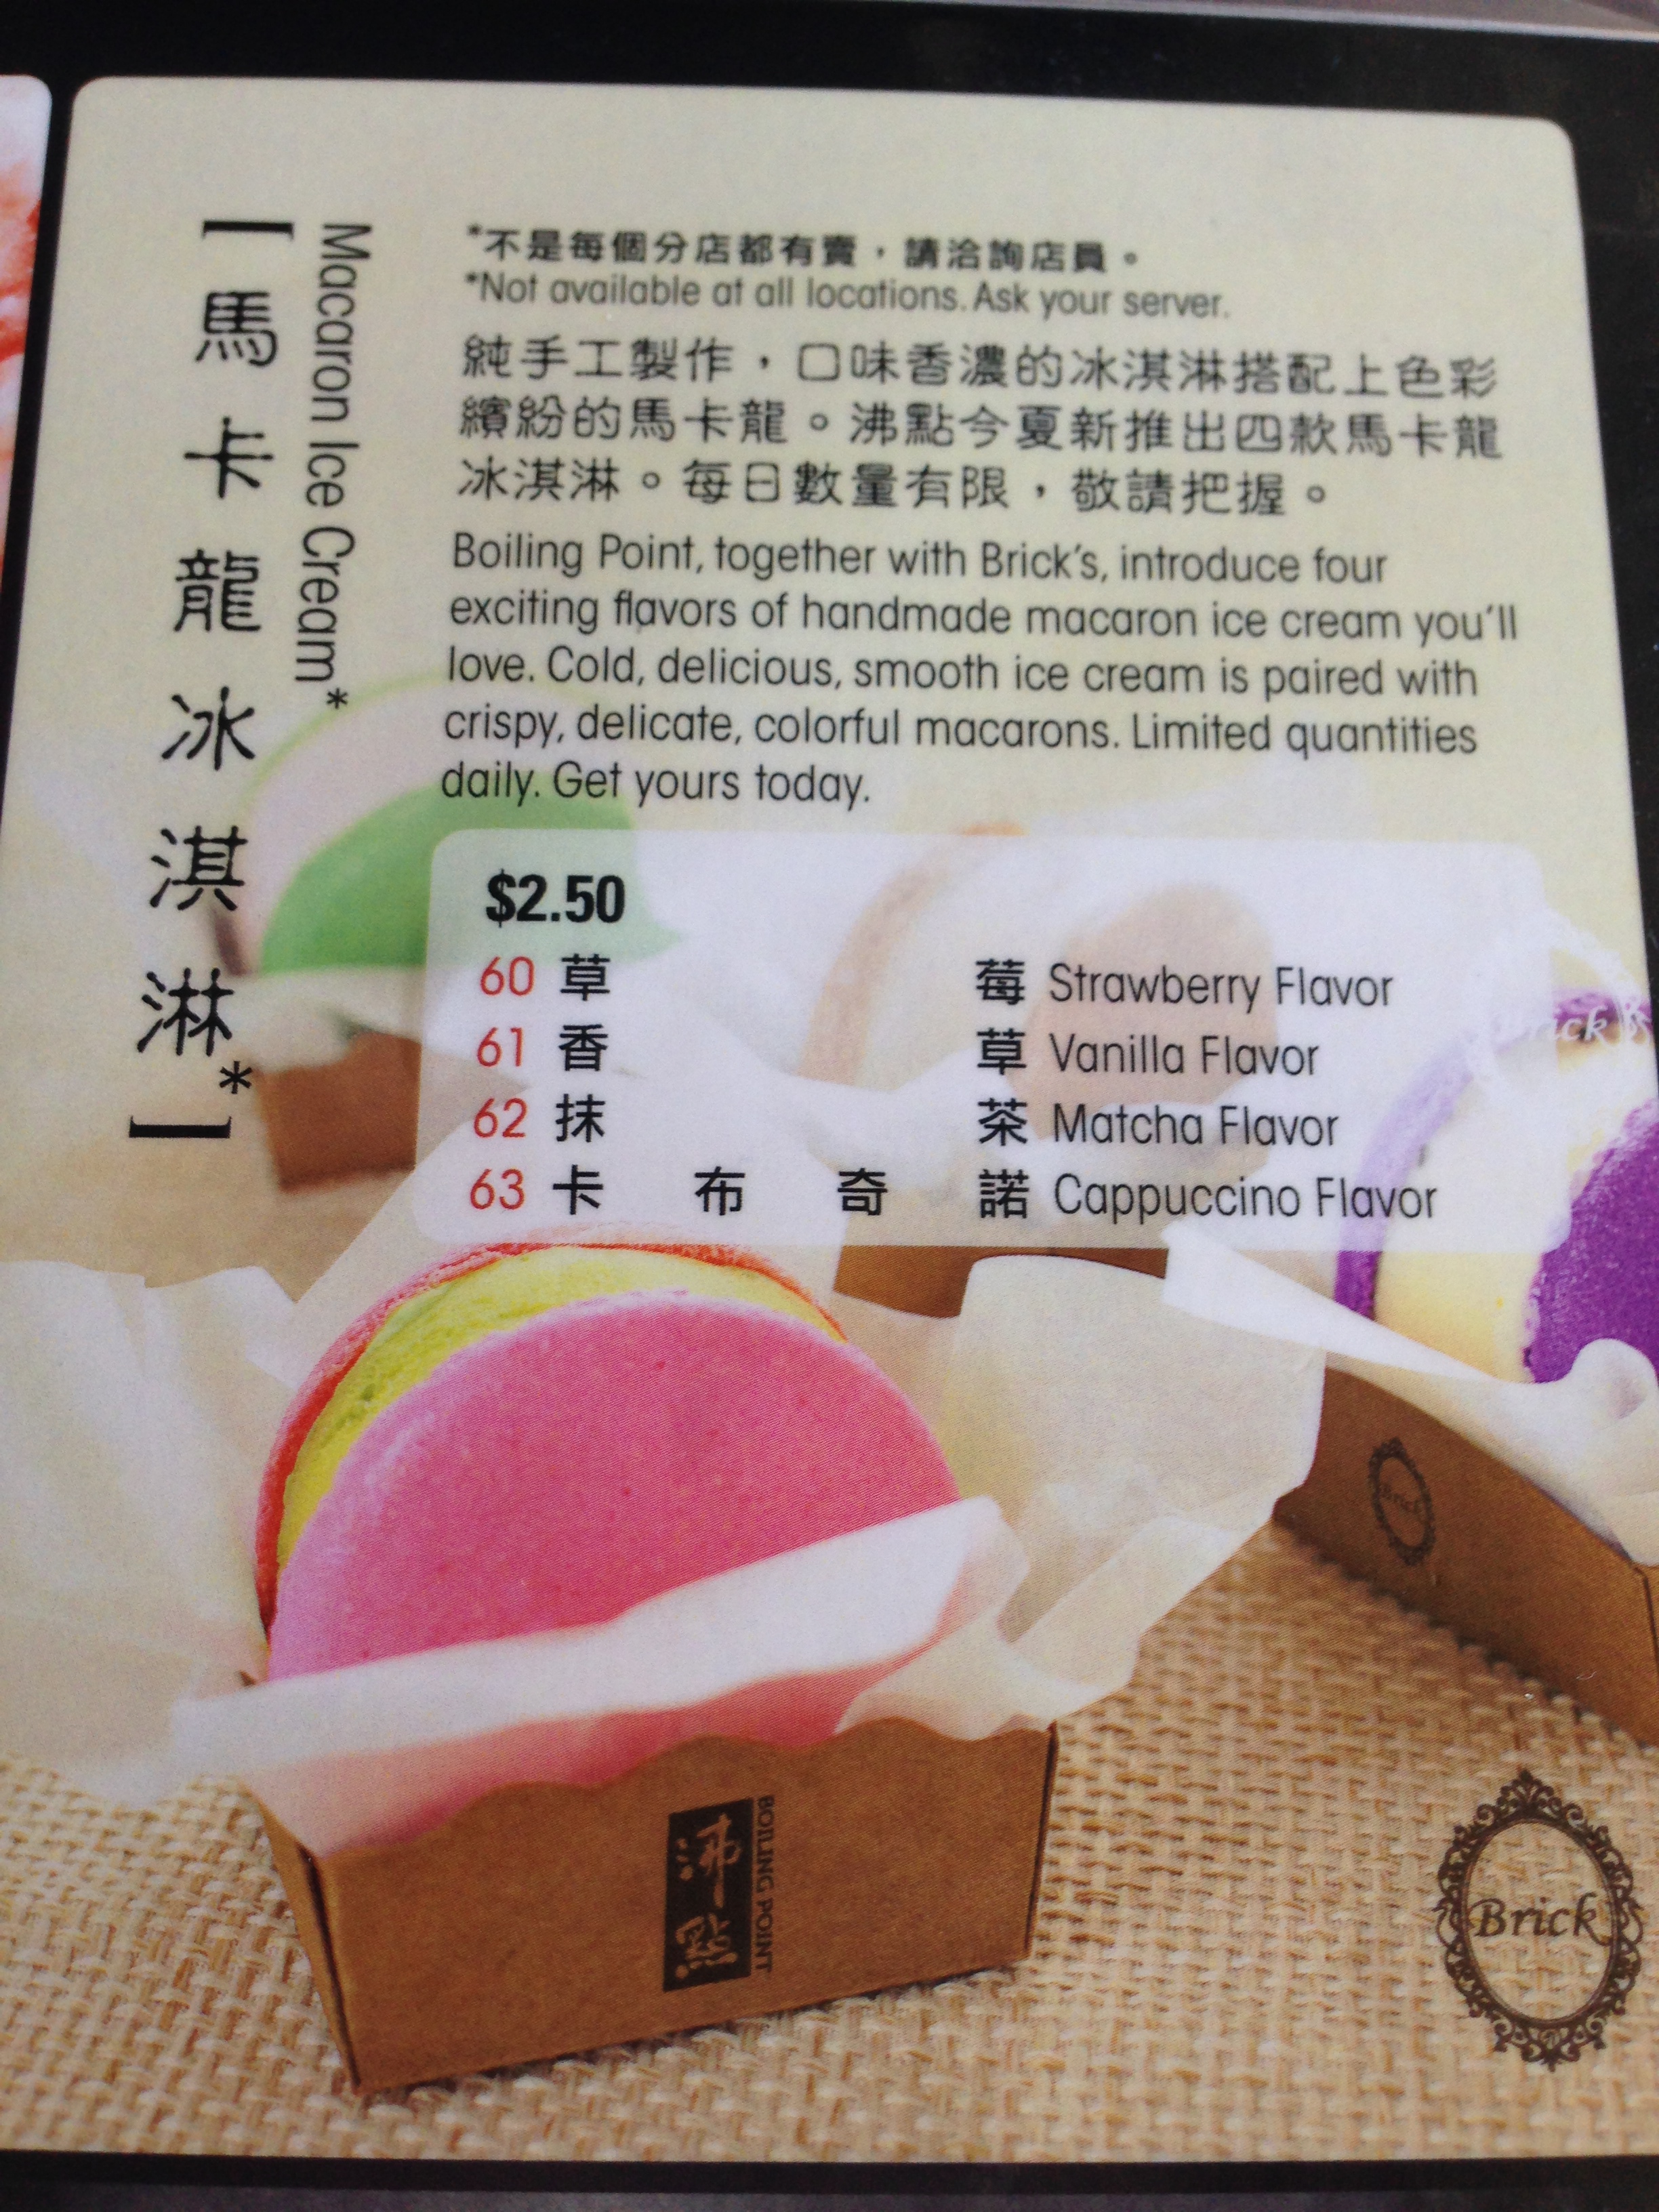 [馬卡龍冰淇淋*]
Macaron Ice Cream*
*不是每個分店都有賣，請洽詢店員。
*Not available at all locations. Ask your server.
純手工製作，口味香濃的冰淇淋搭配上色彩
繽紛的馬卡龍。沸點今夏新推出四款馬卡龍
冰淇淋。每日數量有限，敬請把握。
Boiling Point, together with Brick's, introduce four
exciting flavors of handmade macaron ice cream you'll
love. Cold, delicious, smooth ice cream is paired with
crispy, delicate, colorful macarons. Limited quantities
daily. Get yours today.
$2.50
60 草莓 Strawberry Flavor
61 香草 Vanilla Flavor
62 抹茶 Matcha Flavor
63 卡布奇諾 Cappuccino Flavor
Brick
沸點
BOILING POINT
Brick